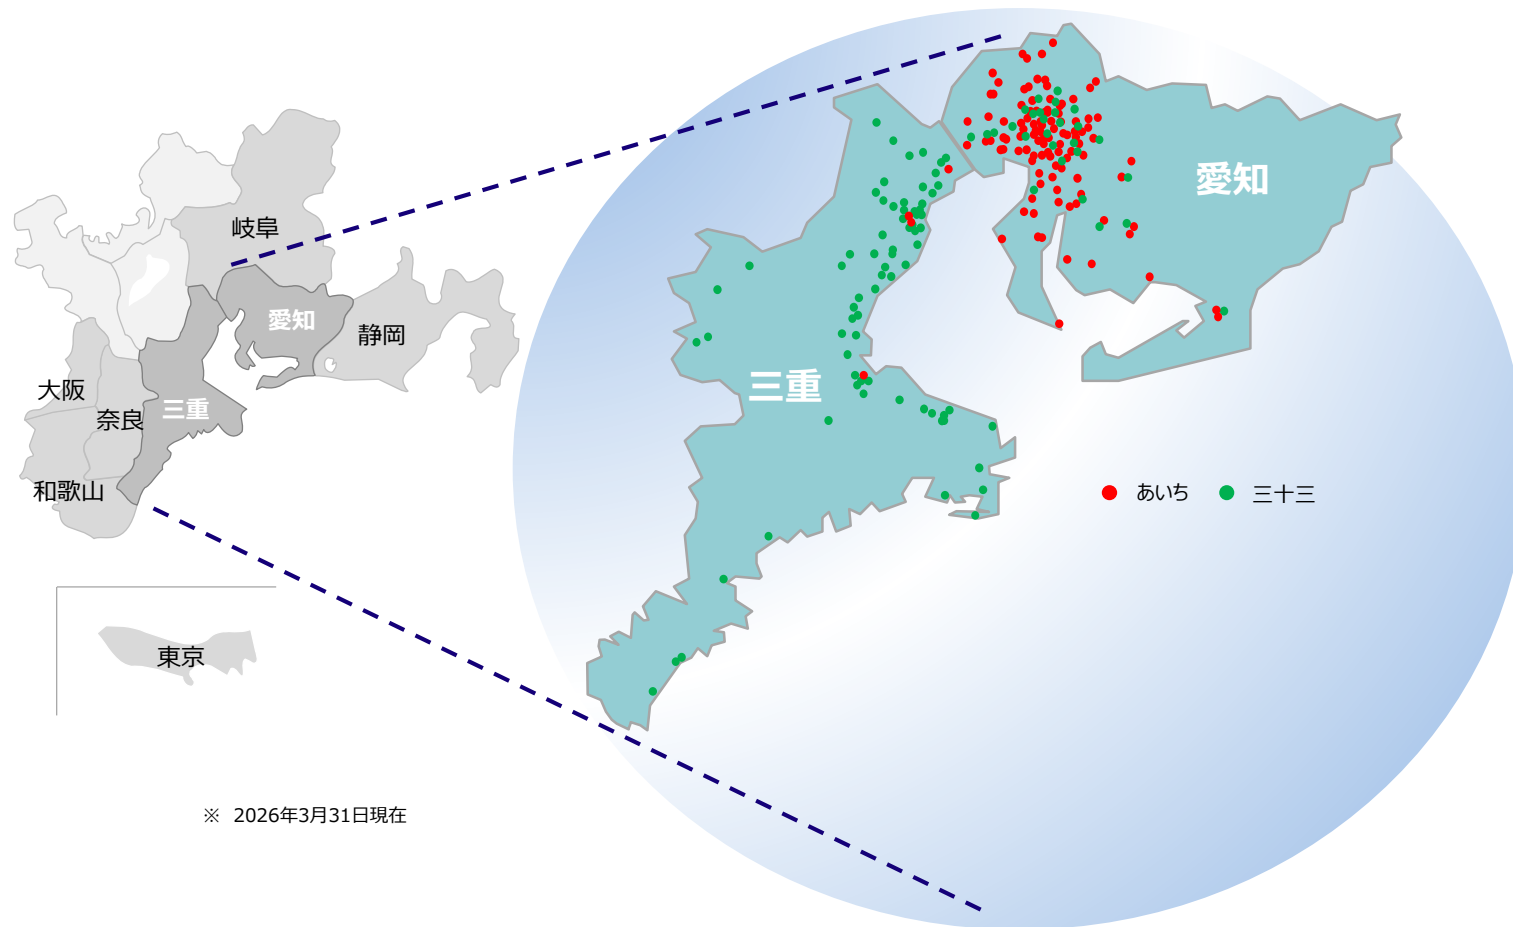 岐阜
愛知
静岡
大阪
奈良
三重
和歌山
東京
※ 2026年3月31日現在
愛知
三重
あいち
三十三